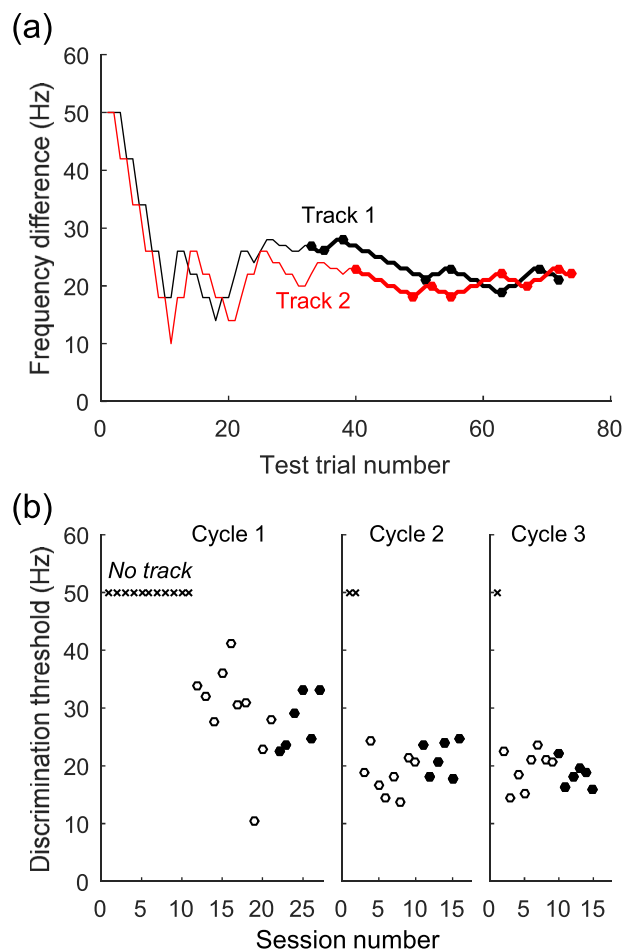 (a)
Frequency difference (Hz)
60
50
40
30
20
10
0
Track 1
Track 2
0 20 40 60 80
Test trial number
(b)
Discrimination threshold (Hz)
Cycle 1 Cycle 2 Cycle 3
No track
60
50
40
30
20
10
0
0 5 10 15 20 25 0 5 10 15 0 5 10 15
Session number